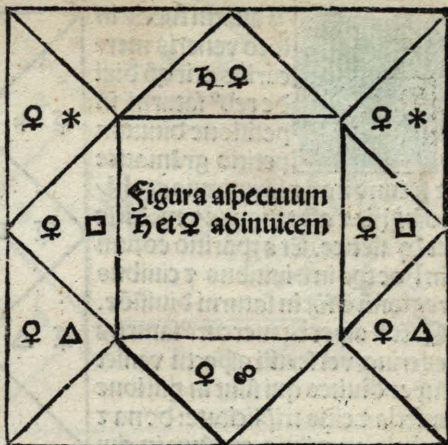 ♄ ♀
♀ ⚹ ♀ ⚹
Figura aspectuum
♄ et ♀ adinuicem
♀ □ ♀ □
♀ △ ♀ △
♀ ☍